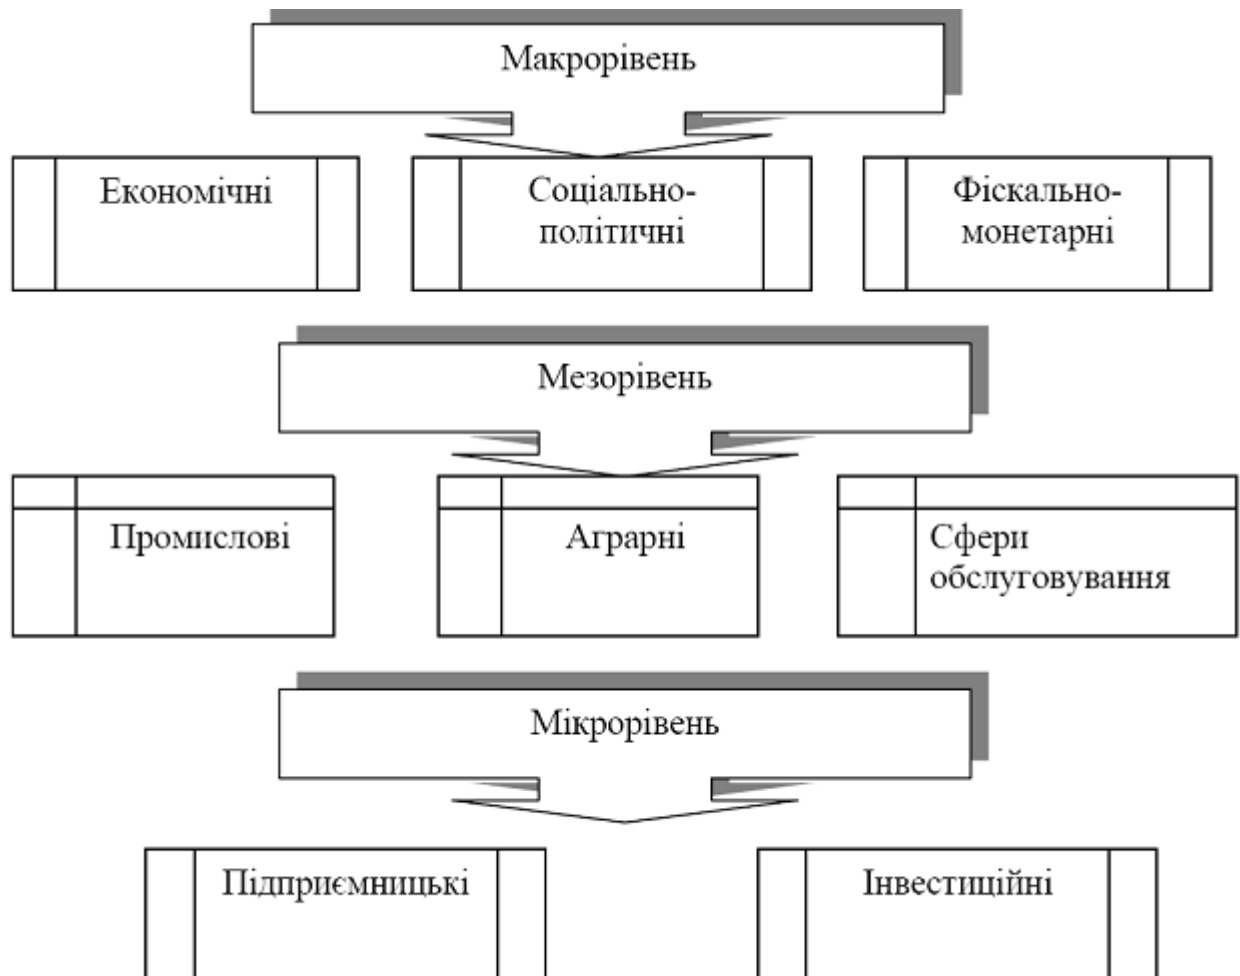 Макрорівень
Економічні
Соціально-
політичні
Фіскально-
монетарні
Мезорівень
Промислові
Аграрні
Сфери
обслуговування
Мікрорівень
Підприємницькі
Інвестиційні